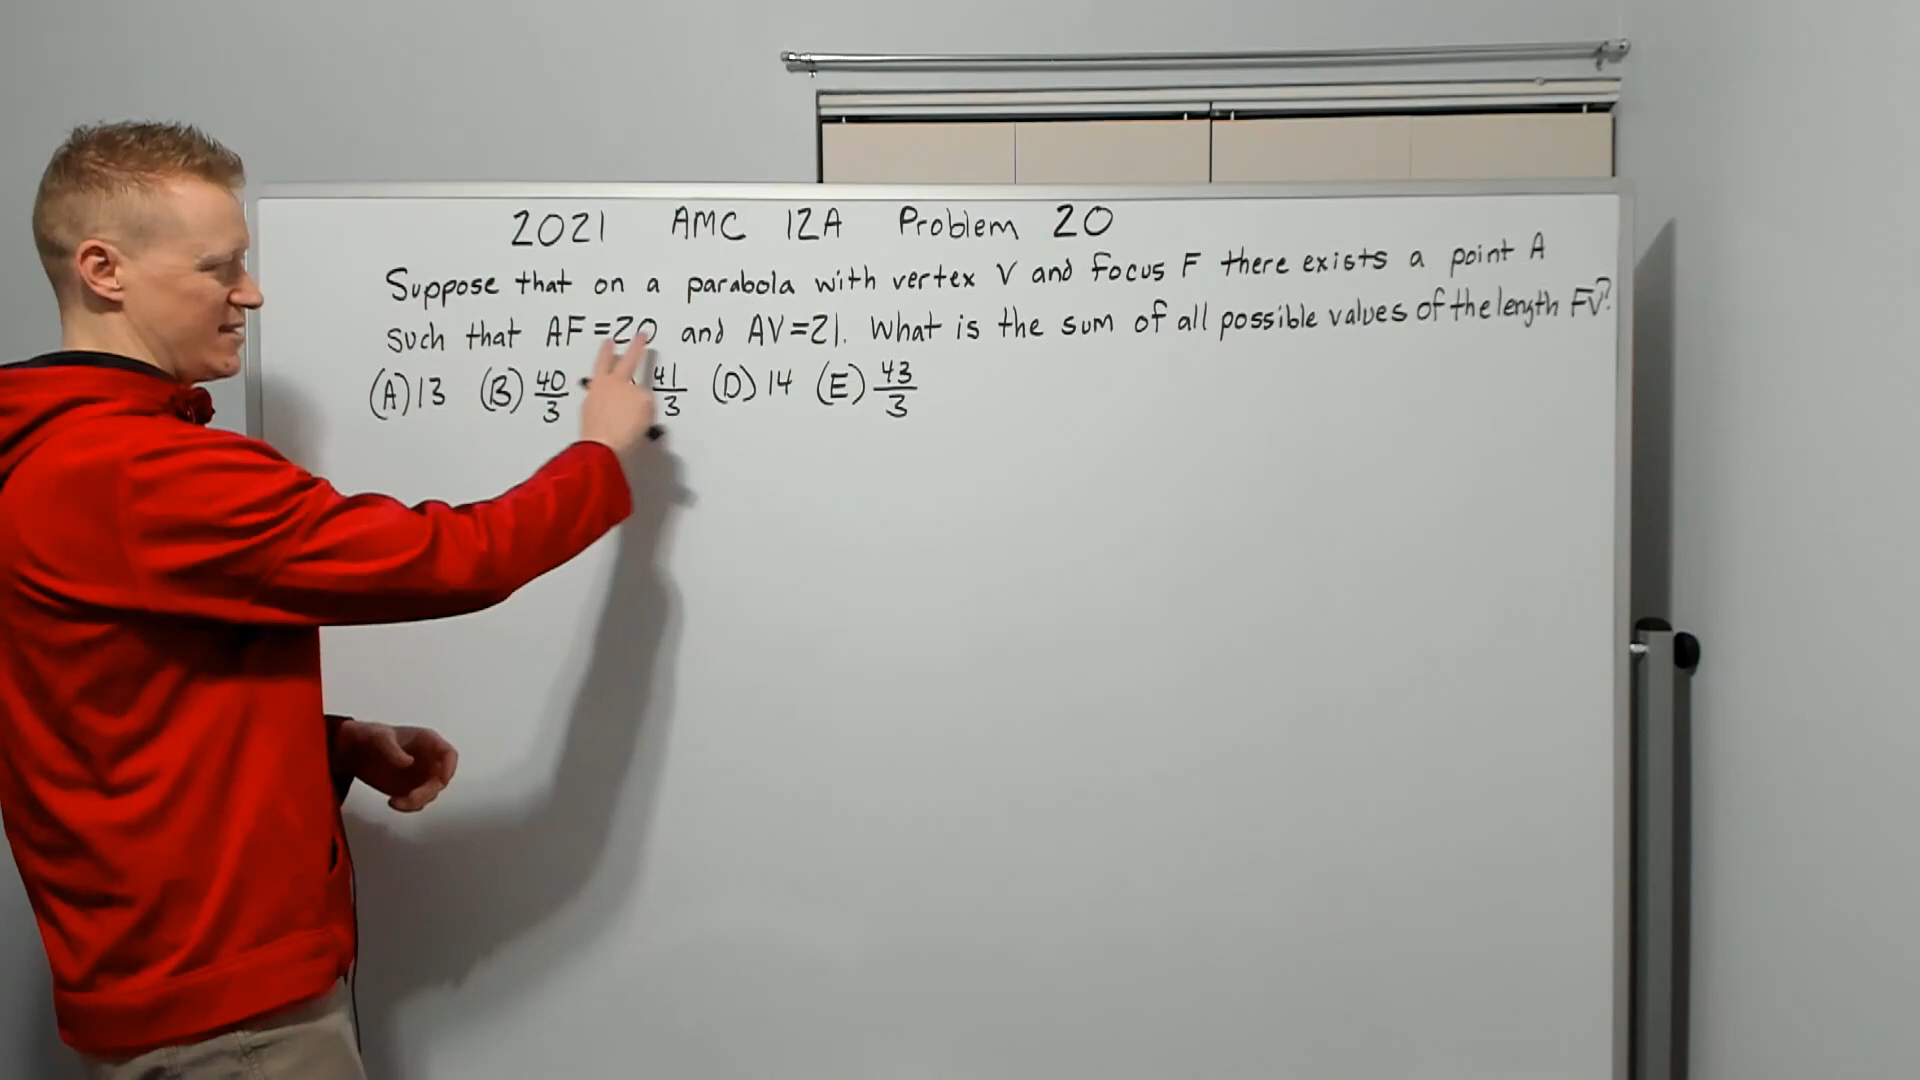 2021 AMC 12A Problem 20
Suppose that on a parabola with vertex V and focus F there exists a point A
such that AF=20 and AV=21. What is the sum of all possible values of the length FV?
(A) 13 (B) 40/3 41/3 (D) 14 (E) 43/3